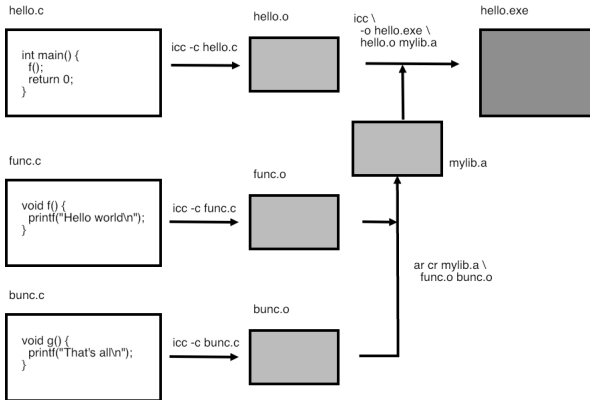 hello.c
int main() {
f();
return 0;
}
icc -c hello.c
hello.o
icc \
-o hello.exe \
hello.o mylib.a
hello.exe
mylib.a
func.c
void f() {
printf("Hello world\n");
}
icc -c func.c
func.o
ar cr mylib.a \
func.o bunc.o
bunc.c
void g() {
printf("That's all\n");
}
icc -c bunc.c
bunc.o